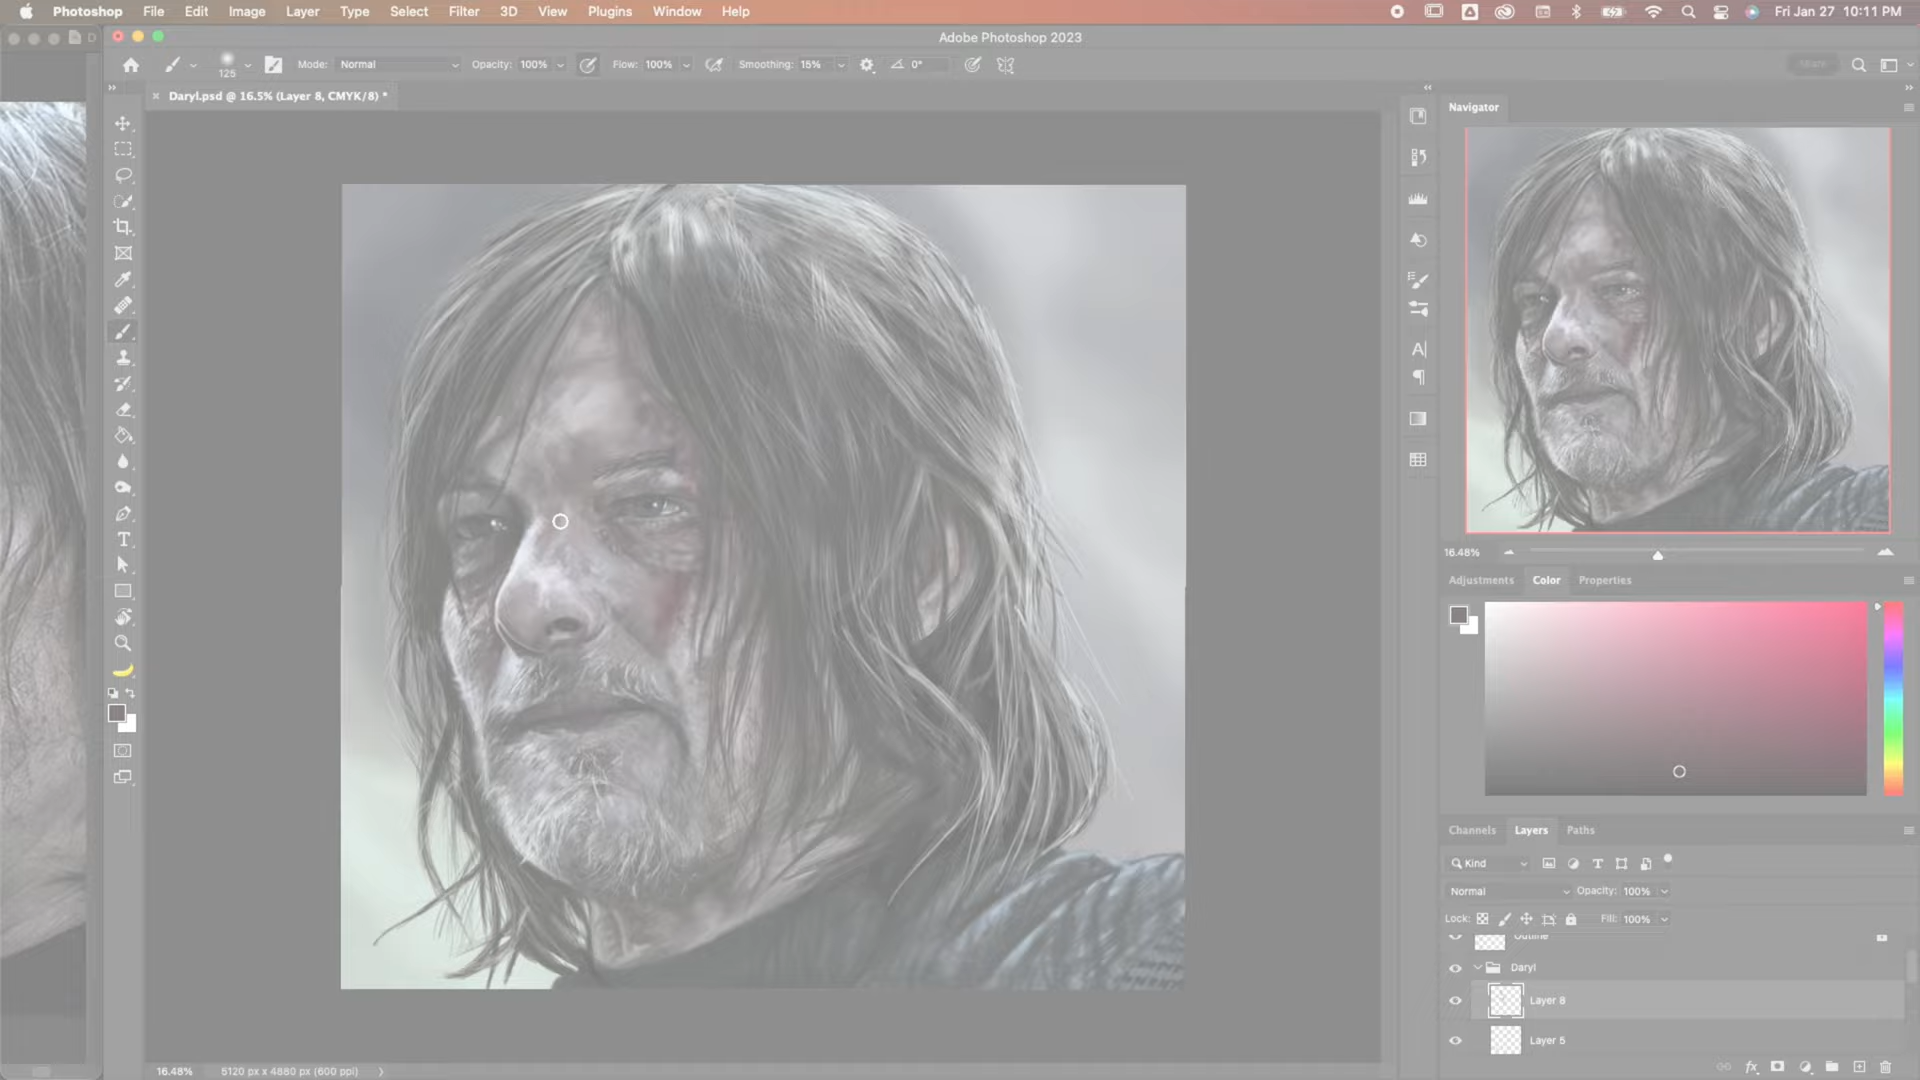 Photoshop File Edit Image Layer Type Select Filter 3D View Plugins Window Help Fri Jan 27 10:11 PM
Adobe Photoshop 2023
125 Mode: Normal Opacity: 100% Flow: 100% Smoothing: 15% 0°
Daryl.psd @ 16.5% (Layer 8, CMYK/8) *
Navigator
16.48%
Adjustments Color Properties
Channels Layers Paths
Kind
Normal Opacity: 100%
Lock: Fill: 100%
Outline
Daryl
Layer 8
Layer 5
16.48% 5120 px x 4880 px (600 ppi)